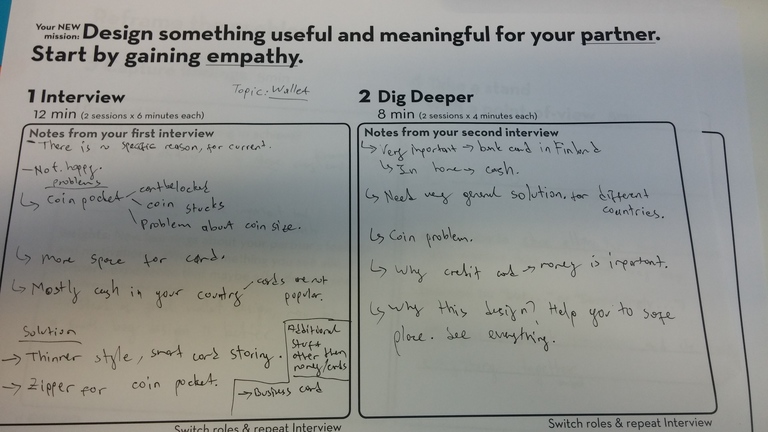 Your NEW mission: Design something useful and meaningful for your partner.
Start by gaining empathy.
Topic: Wallet
1 Interview
12 min (2 sessions x 6 minutes each)
Notes from your first interview
- There is no specific reason, for current.
- Not happy.
problems
↳ Coin pocket
cont be locked
coin stucks
Problem about coin size.
↳ more space for card.
↳ Mostly cash in your country
cards are not
popular.
Solution
→ Thinner style, smart card storing.
→ Zipper for coin pocket.
Additional
stuff
other then
money/cards
→ Business card
Switch roles & repeat Interview
2 Dig Deeper
8 min (2 sessions x 4 minutes each)
Notes from your second interview
↳ Very important → bank card in Finland
↳ In home → cash.
↳ Need very general solution, for different
countries.
↳ Coin problem.
↳ Why credit card → money is inportant.
↳ Why this design? Help you to
place. See everything.
Switch roles & repeat Interview